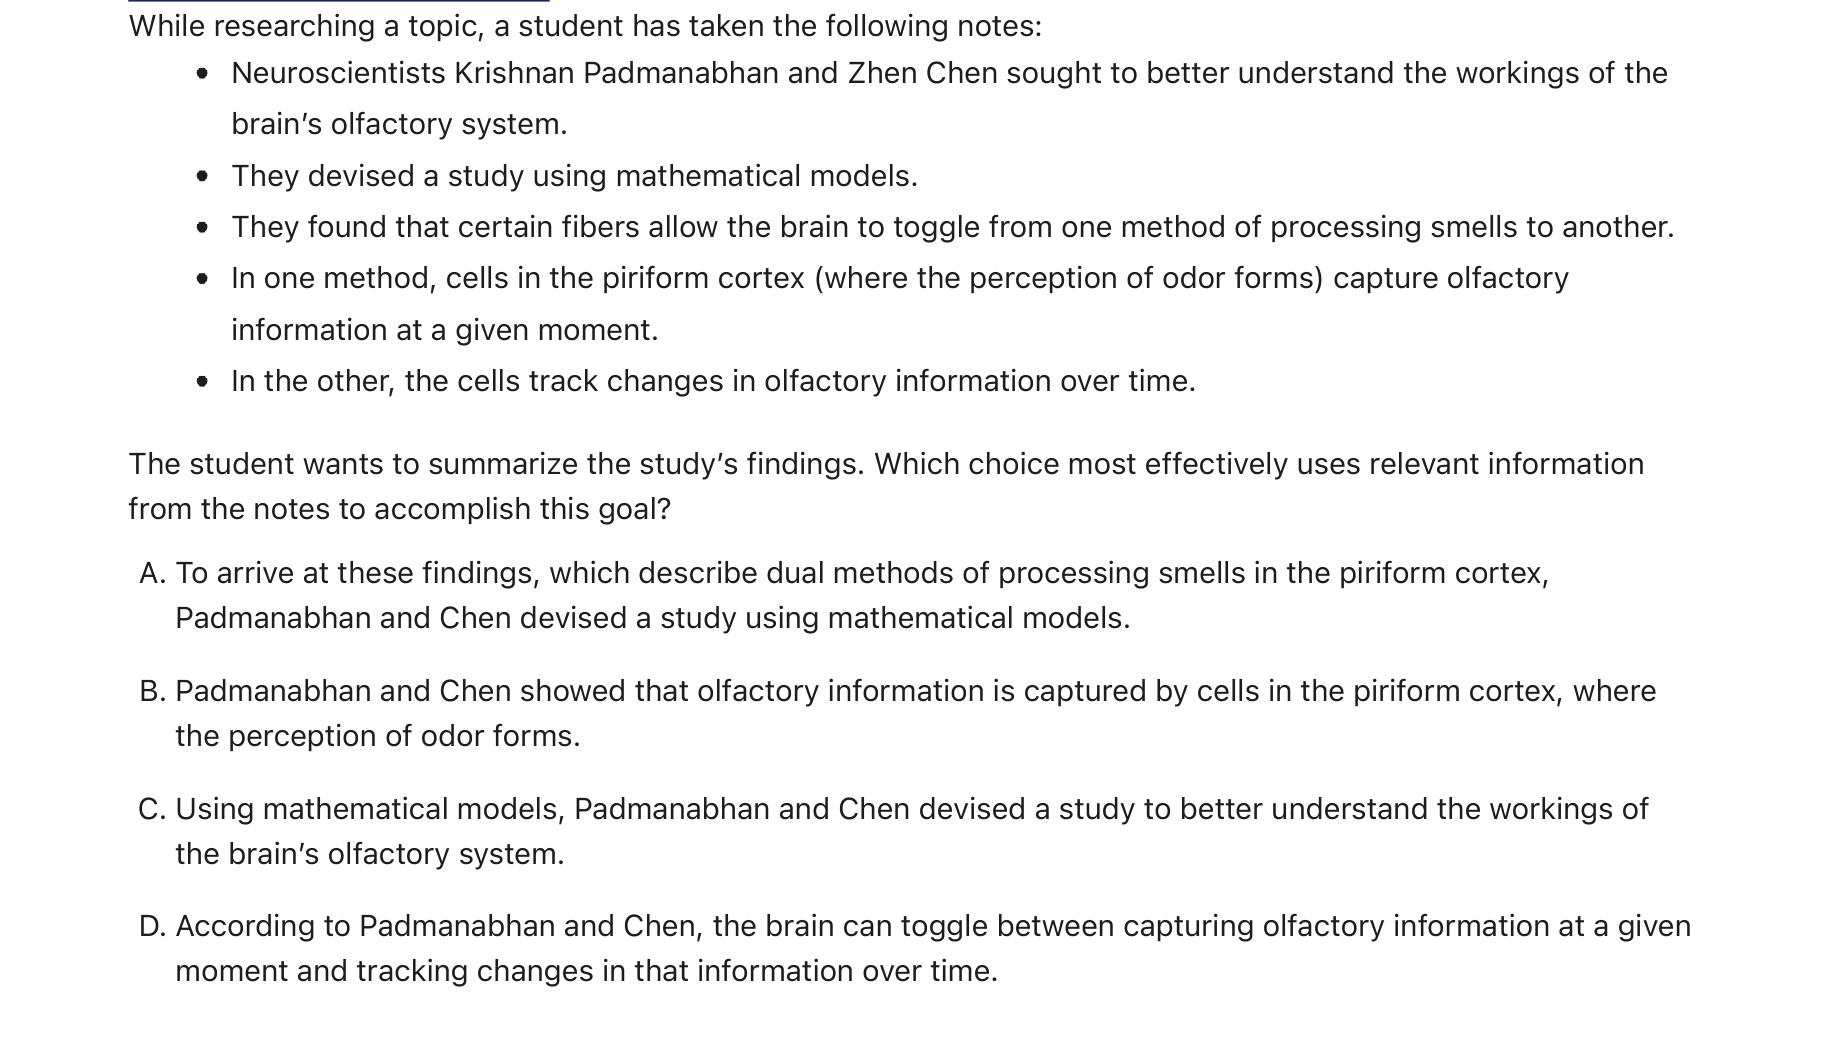 While researching a topic, a student has taken the following notes:
• Neuroscientists Krishnan Padmanabhan and Zhen Chen sought to better understand the workings of the
brain’s olfactory system.
• They devised a study using mathematical models.
• They found that certain fibers allow the brain to toggle from one method of processing smells to another.
• In one method, cells in the piriform cortex (where the perception of odor forms) capture olfactory
information at a given moment.
• In the other, the cells track changes in olfactory information over time.
The student wants to summarize the study’s findings. Which choice most effectively uses relevant information
from the notes to accomplish this goal?
A. To arrive at these findings, which describe dual methods of processing smells in the piriform cortex,
Padmanabhan and Chen devised a study using mathematical models.
B. Padmanabhan and Chen showed that olfactory information is captured by cells in the piriform cortex, where
the perception of odor forms.
C. Using mathematical models, Padmanabhan and Chen devised a study to better understand the workings of
the brain’s olfactory system.
D. According to Padmanabhan and Chen, the brain can toggle between capturing olfactory information at a given
moment and tracking changes in that information over time.